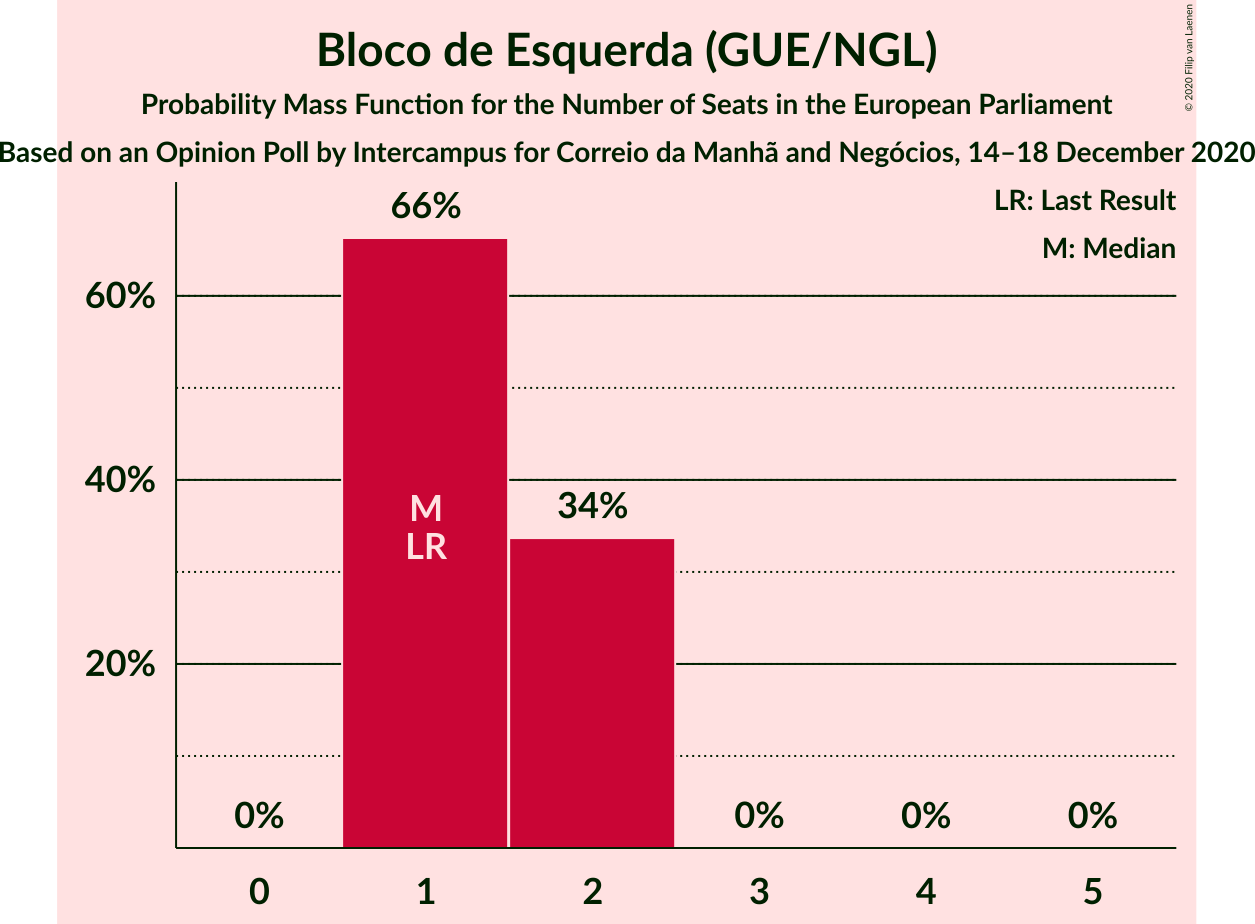 Bloco de Esquerda (GUE/NGL)
Probability Mass Function for the Number of Seats in the European Parliament
Based on an Opinion Poll by Intercampus for Correio da Manhã and Negócios, 14–18 December 2020
© 2020 Filip van Laenen
LR: Last Result
M: Median
66%
60%
40%
34%
M
LR
20%
0%
0%
0%
0%
0
1
2
3
4
5